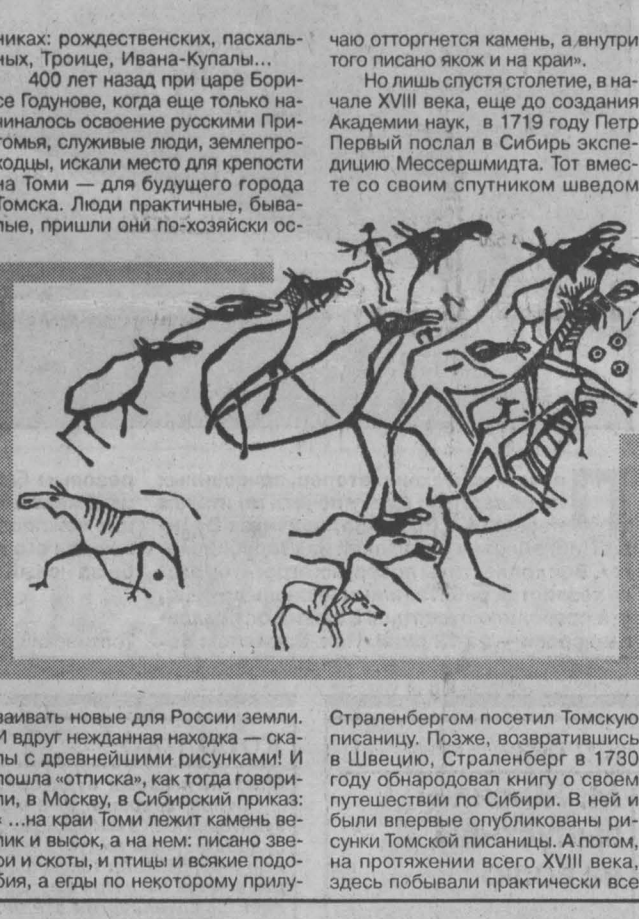 никах: рождественских, пасхаль-
ных, Троице, Ивана-Купалы...
400 лет назад при царе Бори-
се Годунове, когда еще только на-
чиналось освоение русскими При-
томья, служивые люди, землепро-
ходцы, искали место для крепости
на Томи — для будущего города
Томска. Люди практичные, быва-
лые, пришли они по-хозяйски ос-
ваивать новые для России земли.
И вдруг нежданная находка — ска-
лы с древнейшими рисунками! И
пошла «отписка», как тогда говори-
ли, в Москву, в Сибирский приказ:
« ...на краи Томи лежит камень ве-
лик и высок, а на нем: писано зве-
ри и скоты, и птицы и всякие подо-
бия, а егды по некоторому прилу-
чаю отторгнется камень, а внутри
того писано якож и на краи».
Но лишь спустя столетие, в на-
чале XVIII века, еще до создания
Академии наук, в 1719 году Петр
Первый послал в Сибирь экспе-
дицию Мессершмидта. Тот вмес-
те со своим спутником шведом
Страленбергом посетил Томскую
писаницу. Позже, возвратившись
в Швецию, Страленберг в 1730
году обнародовал книгу о своем
путешествии по Сибири. В ней и
были впервые опубликованы ри-
сунки Томской писаницы. А потом,
на протяжении всего XVIII века,
здесь побывали практически все